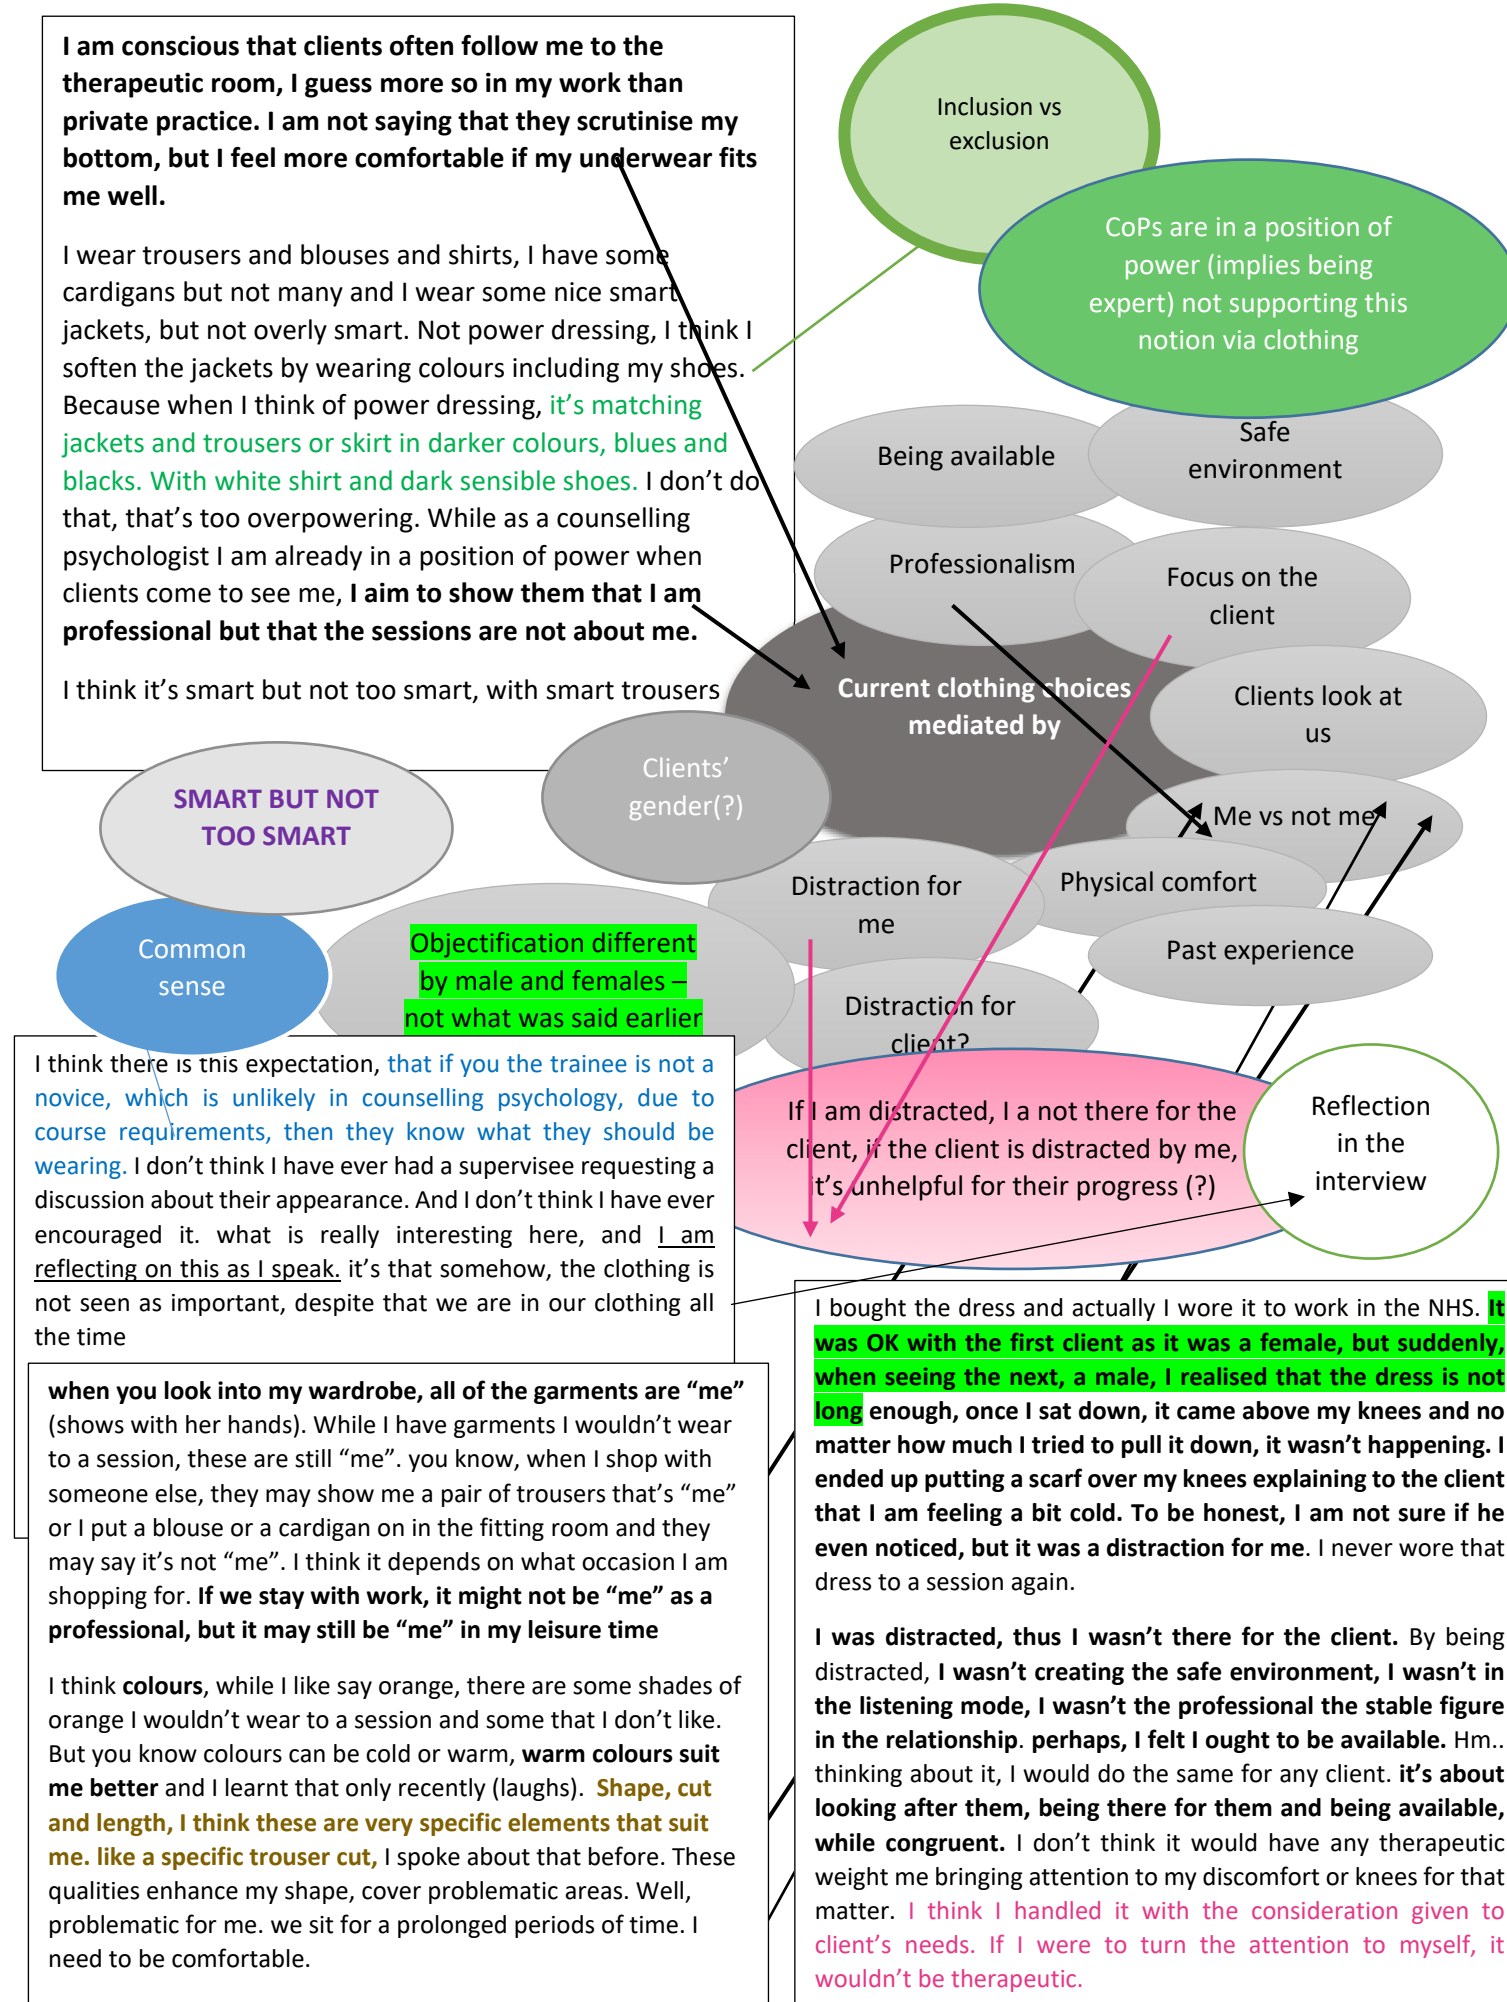 I am conscious that clients often follow me to the
therapeutic room, I guess more so in my work than
private practice. I am not saying that they scrutinise my
bottom, but I feel more comfortable if my underwear fits
me well.
I wear trousers and blouses and shirts, I have some
cardigans but not many and I wear some nice smart
jackets, but not overly smart. Not power dressing, I think I
soften the jackets by wearing colours including my shoes.
Because when I think of power dressing, it’s matching
jackets and trousers or skirt in darker colours, blues and
blacks. With white shirt and dark sensible shoes. I don’t do
that, that’s too overpowering. While as a counselling
psychologist I am already in a position of power when
clients come to see me, I aim to show them that I am
professional but that the sessions are not about me.
I think it’s smart but not too smart, with smart trousers
Inclusion vs
exclusion
CoPs are in a position of
power (implies being
expert) not supporting this
notion via clothing
Being available
Safe
environment
Professionalism
Focus on the
client
Current clothing choices
mediated by
Clients look at
us
Clients’
gender(?)
Me vs not me
SMART BUT NOT
TOO SMART
Distraction for
me
Physical comfort
Common
sense
Objectification different
by male and females –
not what was said earlier
Past experience
Distraction for
client?
I think there is this expectation, that if you the trainee is not a
novice, which is unlikely in counselling psychology, due to
course requirements, then they know what they should be
wearing. I don’t think I have ever had a supervisee requesting a
discussion about their appearance. And I don’t think I have ever
encouraged it. what is really interesting here, and I am
reflecting on this as I speak. it’s that somehow, the clothing is
not seen as important, despite that we are in our clothing all
the time
If I am distracted, I a not there for the
client, if the client is distracted by me,
it’s unhelpful for their progress (?)
Reflection
in the
interview
when you look into my wardrobe, all of the garments are “me”
(shows with her hands). While I have garments I wouldn’t wear
to a session, these are still “me”. you know, when I shop with
someone else, they may show me a pair of trousers that’s “me”
or I put a blouse or a cardigan on in the fitting room and they
may say it’s not “me”. I think it depends on what occasion I am
shopping for. If we stay with work, it might not be “me” as a
professional, but it may still be “me” in my leisure time
I think colours, while I like say orange, there are some shades of
orange I wouldn’t wear to a session and some that I don’t like.
But you know colours can be cold or warm, warm colours suit
me better and I learnt that only recently (laughs). Shape, cut
and length, I think these are very specific elements that suit
me. like a specific trouser cut, I spoke about that before. These
qualities enhance my shape, cover problematic areas. Well,
problematic for me. we sit for a prolonged periods of time. I
need to be comfortable.
I bought the dress and actually I wore it to work in the NHS. It
was OK with the first client as it was a female, but suddenly,
when seeing the next, a male, I realised that the dress is not
long enough, once I sat down, it came above my knees and no
matter how much I tried to pull it down, it wasn’t happening. I
ended up putting a scarf over my knees explaining to the client
that I am feeling a bit cold. To be honest, I am not sure if he
even noticed, but it was a distraction for me. I never wore that
dress to a session again.
I was distracted, thus I wasn’t there for the client. By being
distracted, I wasn’t creating the safe environment, I wasn’t in
the listening mode, I wasn’t the professional the stable figure
in the relationship. perhaps, I felt I ought to be available. Hm..
thinking about it, I would do the same for any client. it’s about
looking after them, being there for them and being available,
while congruent. I don’t think it would have any therapeutic
weight me bringing attention to my discomfort or knees for that
matter. I think I handled it with the consideration given to
client’s needs. If I were to turn the attention to myself, it
wouldn’t be therapeutic.